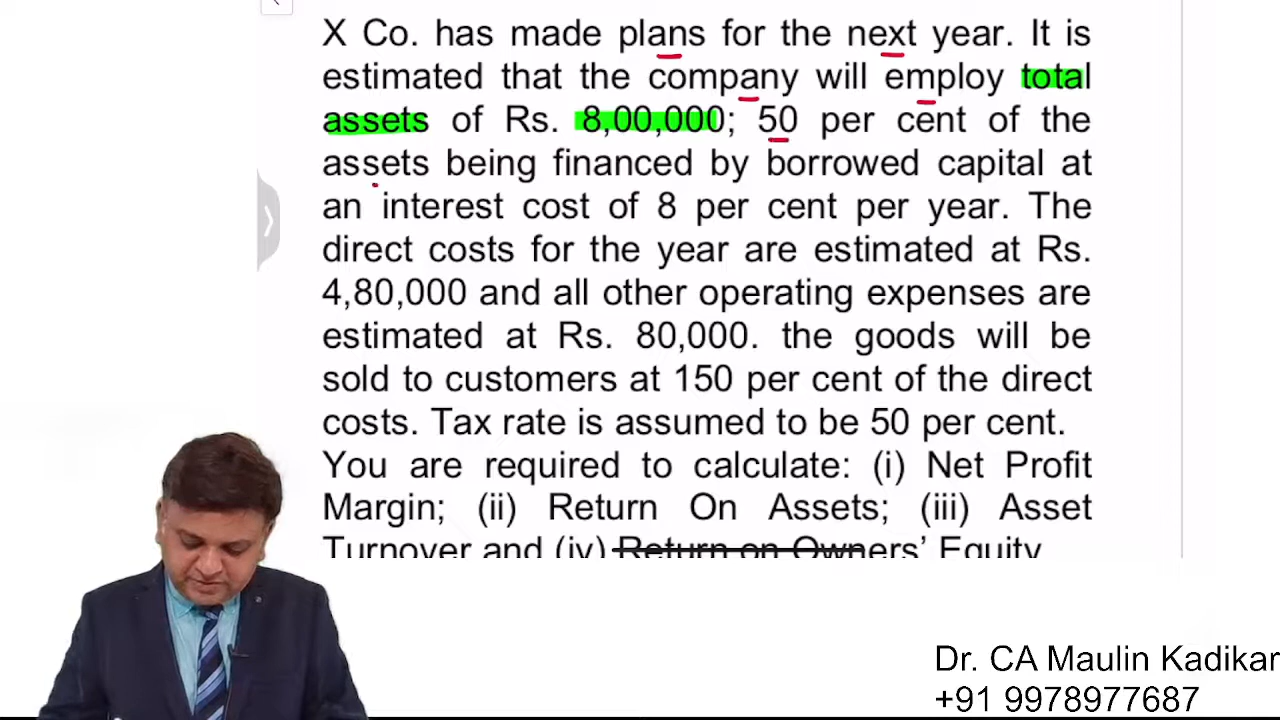 X Co. has made plans for the next year. It is
estimated that the company will employ total
assets of Rs. 8,00,000; 50 per cent of the
assets being financed by borrowed capital at
an interest cost of 8 per cent per year. The
direct costs for the year are estimated at Rs.
4,80,000 and all other operating expenses are
estimated at Rs. 80,000. the goods will be
sold to customers at 150 per cent of the direct
costs. Tax rate is assumed to be 50 per cent.
You are required to calculate: (i) Net Profit
Margin; (ii) Return On Assets; (iii) Asset
Turnover and (iv) Return on Owners' Equity
Dr. CA Maulin Kadikar
+91 9978977687